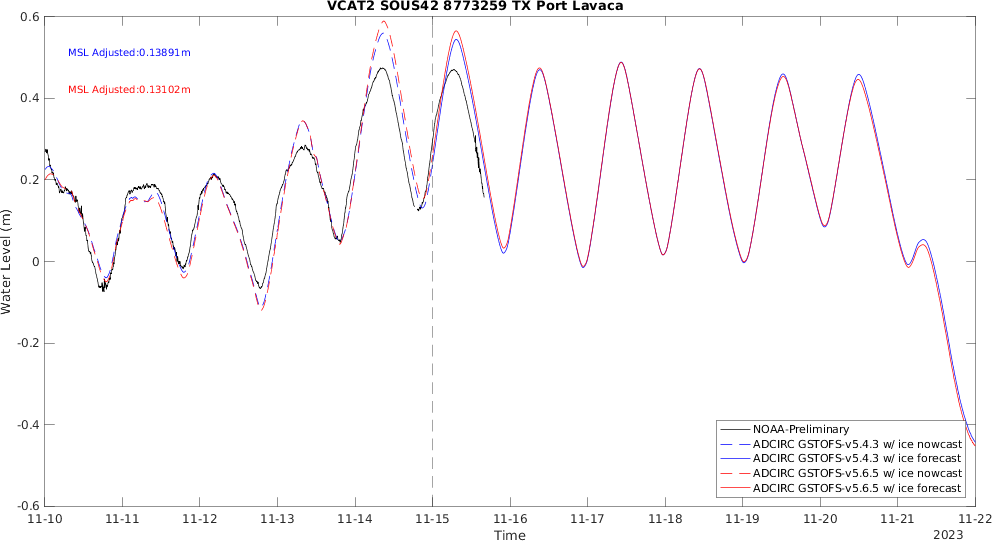 VCAT2 SOUS42 8773259 TX Port Lavaca
0.6
MSL Adjusted:0.13891m
MSL Adjusted:0.13102m
0.4
0.2
0
-0.2
-0.4
-0.6
Water Level (m)
NOAA-Preliminary
ADCIRC GSTOFS-v5.4.3 w/ ice nowcast
ADCIRC GSTOFS-v5.4.3 w/ ice forecast
ADCIRC GSTOFS-v5.6.5 w/ ice nowcast
ADCIRC GSTOFS-v5.6.5 w/ ice forecast
11-10 11-11 11-12 11-13 11-14 11-15 11-16 11-17 11-18 11-19 11-20 11-21 11-22
Time
2023